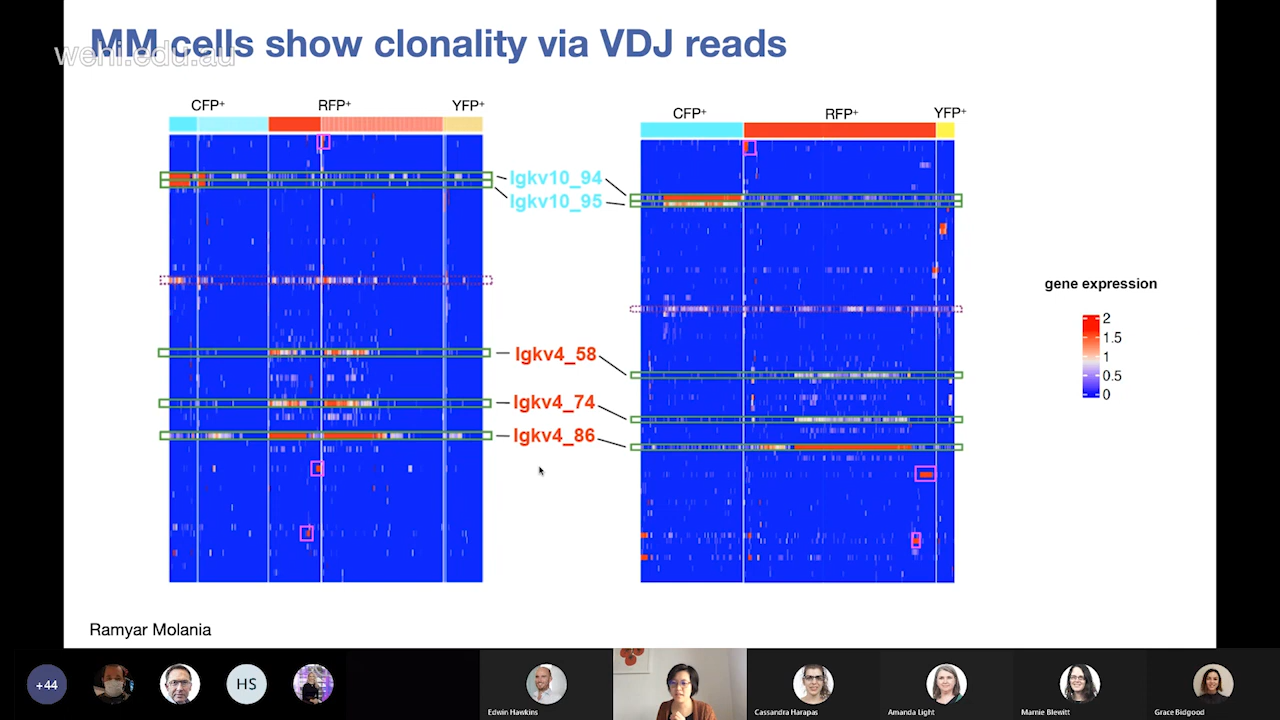 MM cells show clonality via VDJ reads
wehi.edu.au
CFP+
RFP+
YFP+
CFP+
RFP+
YFP+
Igkv10_94
Igkv10_95
Igkv4_58
Igkv4_74
Igkv4_86
gene expression
2
1.5
1
0.5
0
Ramyar Molania
+44
HS
Edwin Hawkins
Cassandra Harapas
Amanda Light
Marnie Blewitt
Grace Bidgood